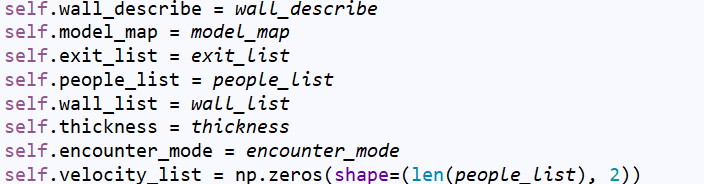 self.wall_describe = wall_describe
self.model_map = model_map
self.exit_list = exit_list
self.people_list = people_list
self.wall_list = wall_list
self.thickness = thickness
self.encounter_mode = encounter_mode
self.velocity_list = np.zeros(shape=(len(people_list), 2))